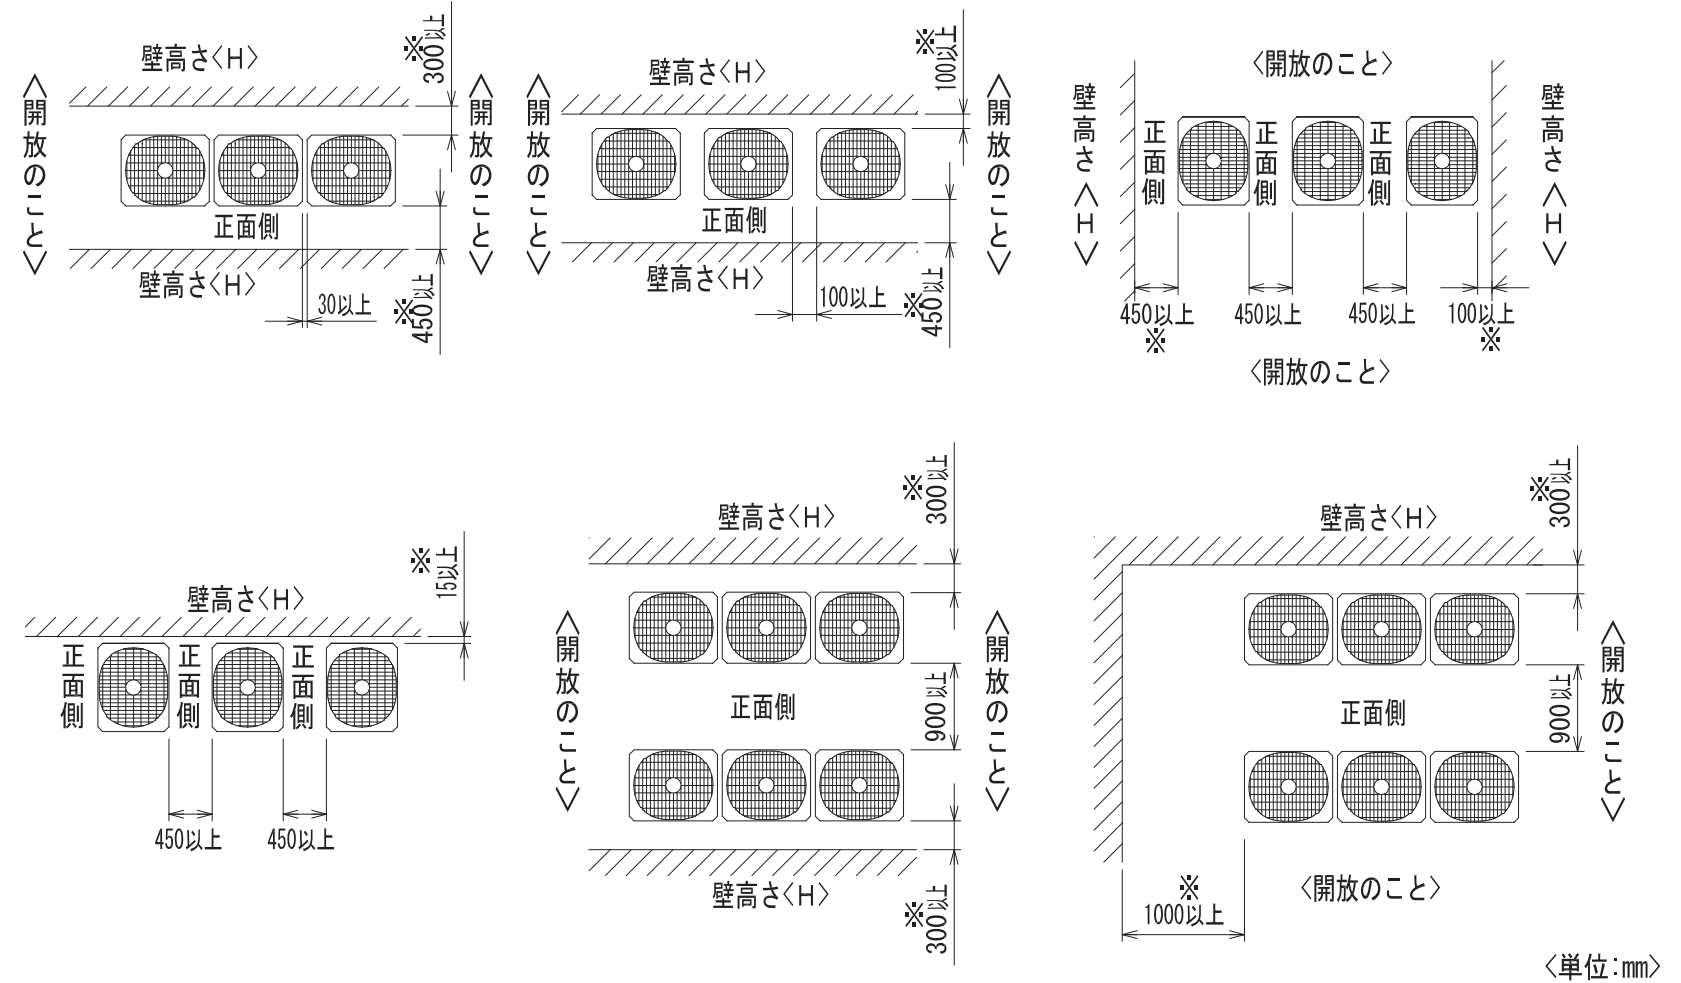 壁高さ〈H〉
※
300以上
〈開放のこと〉
〈開放のこと〉
正面側
壁高さ〈H〉
30以上
※
450以上
壁高さ〈H〉
※
100以上
〈開放のこと〉
〈開放のこと〉
正面側
壁高さ〈H〉
100以上
※
450以上
〈開放のこと〉
壁高さ〈H〉
正面側
正面側
正面側
壁高さ〈H〉
450以上
※
450以上
450以上
100以上
※
〈開放のこと〉
壁高さ〈H〉
※
15以上
正面側
正面側
正面側
450以上
450以上
壁高さ〈H〉
※
300以上
〈開放のこと〉
〈開放のこと〉
正面側
900以上
壁高さ〈H〉
※
300以上
壁高さ〈H〉
※
300以上
正面側
900以上
〈開放のこと〉
※
1000以上
〈開放のこと〉
〈単位:mm〉